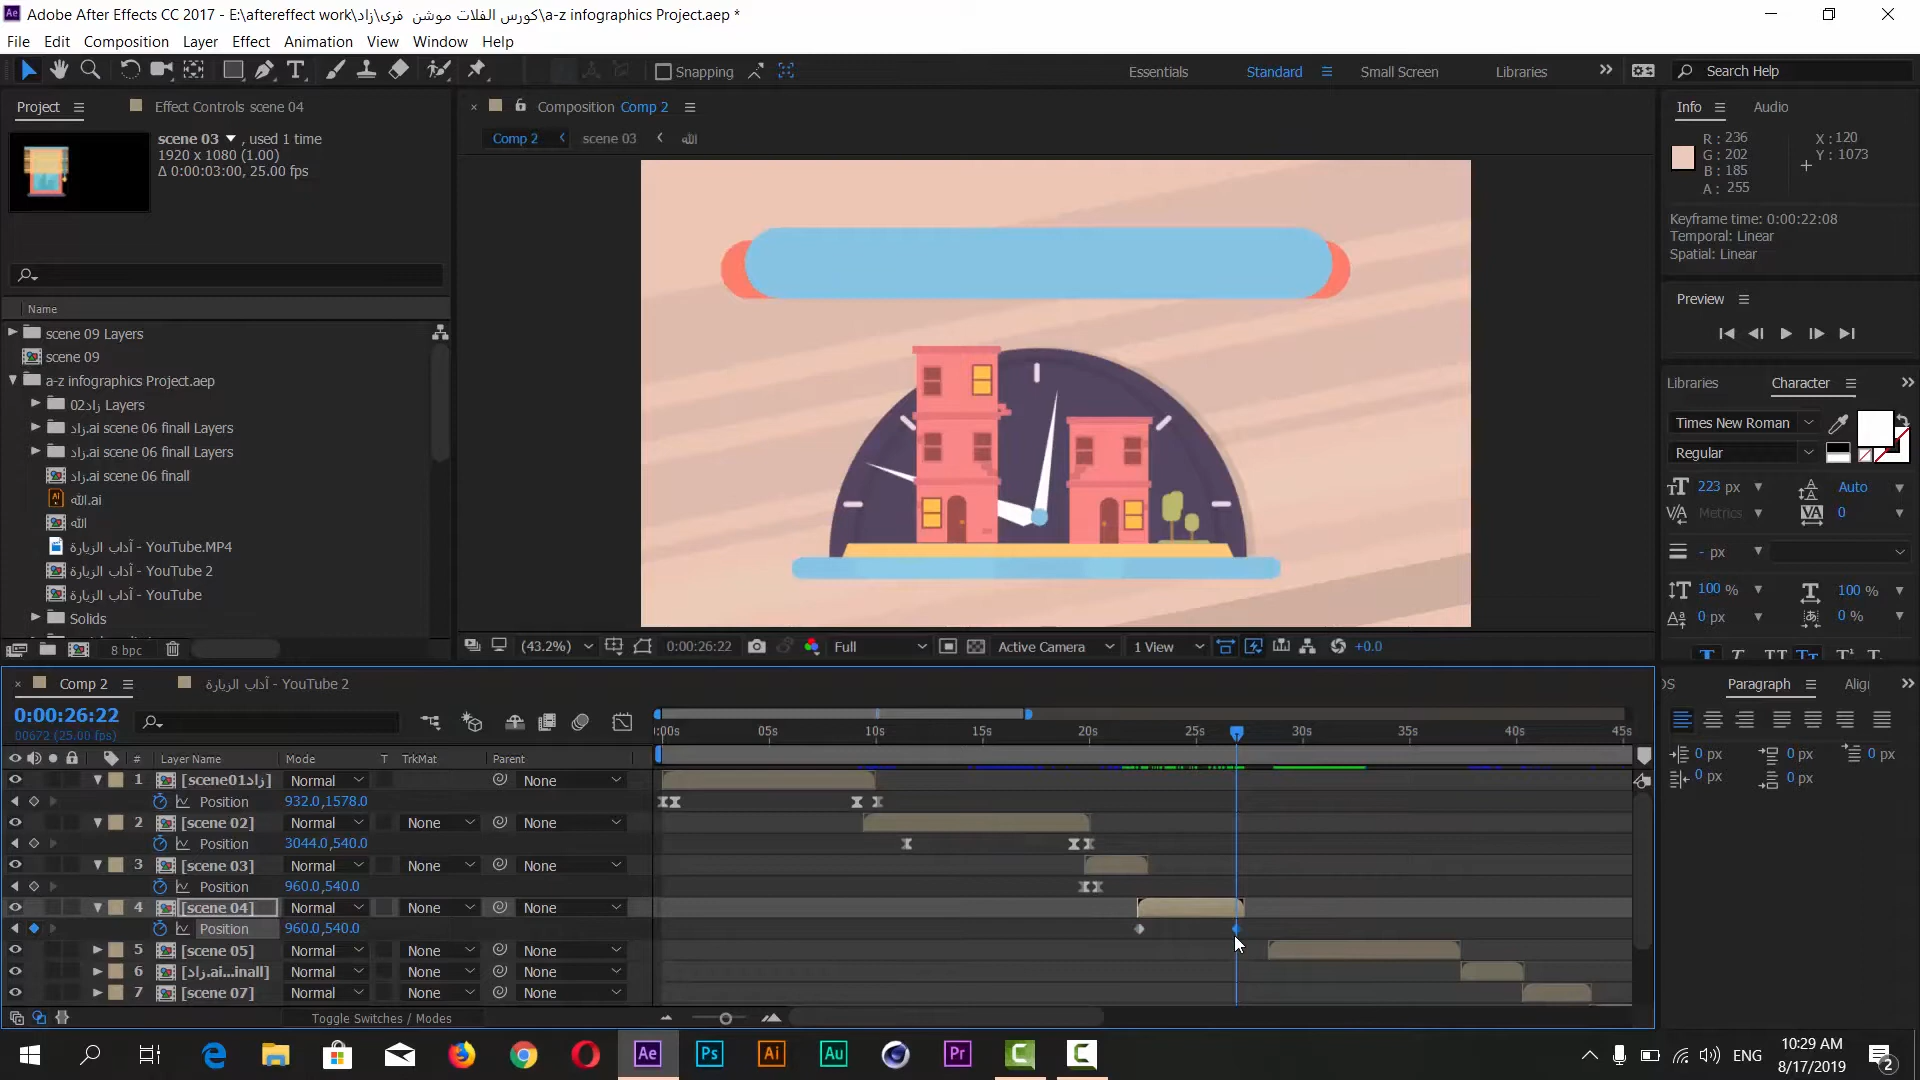 Adobe After Effects CC 2017 - E:\aftereffect work\كورس الفلات موشن فرى\زاد\a-z infographics Project.aep *
File Edit Composition Layer Effect Animation View Window Help
Snapping Essentials Standard Small Screen Libraries Search Help
Project Effect Controls scene 04
scene 03 , used 1 time
1920 x 1080 (1.00)
Δ 0:00:03:00, 25.00 fps
Name
scene 09 Layers
scene 09
a-z infographics Project.aep
زاد02 Layers
زاد.ai scene 06 finall Layers
زاد.ai scene 06 finall Layers
زاد.ai scene 06 finall
الله.ai
الله
آداب الزيارة - YouTube.MP4
آداب الزيارة - YouTube 2
آداب الزيارة - YouTube
Solids
8 bpc
Composition Comp 2
Comp 2 scene 03 الله
(43.2%) 0:00:26:22 Full Active Camera 1 View +0.0
Info Audio
R : 236 X : 120
G : 202 Y : 1073
B : 185
A : 255
Keyframe time: 0:00:22:08
Temporal: Linear
Spatial: Linear
Preview
Libraries Character
Times New Roman
Regular
223 px Auto
Metrics 0
- px
100 % 100 %
0 px 0 %
Paragraph Aligi
0 px 0 px 0 px
0 px 0 px
Comp 2 آداب الزيارة - YouTube 2
0:00:26:22
00672 (25.00 fps)
:00s 05s 10s 15s 20s 25s 30s 35s 40s 45s
# Layer Name Mode T TrkMat Parent
1 [scene01زاد] Normal None
Position 932.0,1578.0
2 [scene 02] Normal None None
Position 3044.0,540.0
3 [scene 03] Normal None None
Position 960.0,540.0
4 [scene 04] Normal None None
Position 960.0,540.0
5 [scene 05] Normal None None
6 [زاد.ai...inall] Normal None None
7 [scene 07] Normal None None
Toggle Switches / Modes
Ae Ps Ai Au Pr C C
ENG 10:29 AM
8/17/2019 2